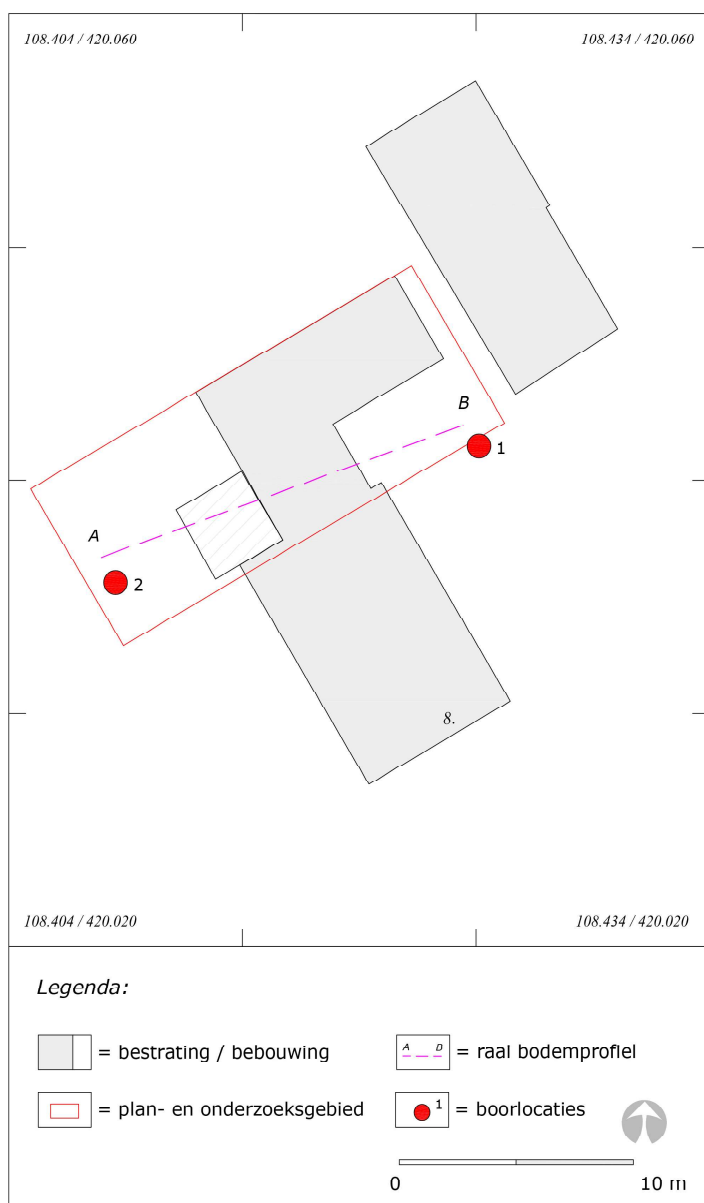 108.404 / 420.060
108.434 / 420.060
B
1
A
2
8.
108.404 / 420.020
108.434 / 420.020
Legenda:
= bestrating / bebouwing
A D = raai bodemprofiel
= plan- en onderzoeksgebied
1 = boorlocaties
0 10 m